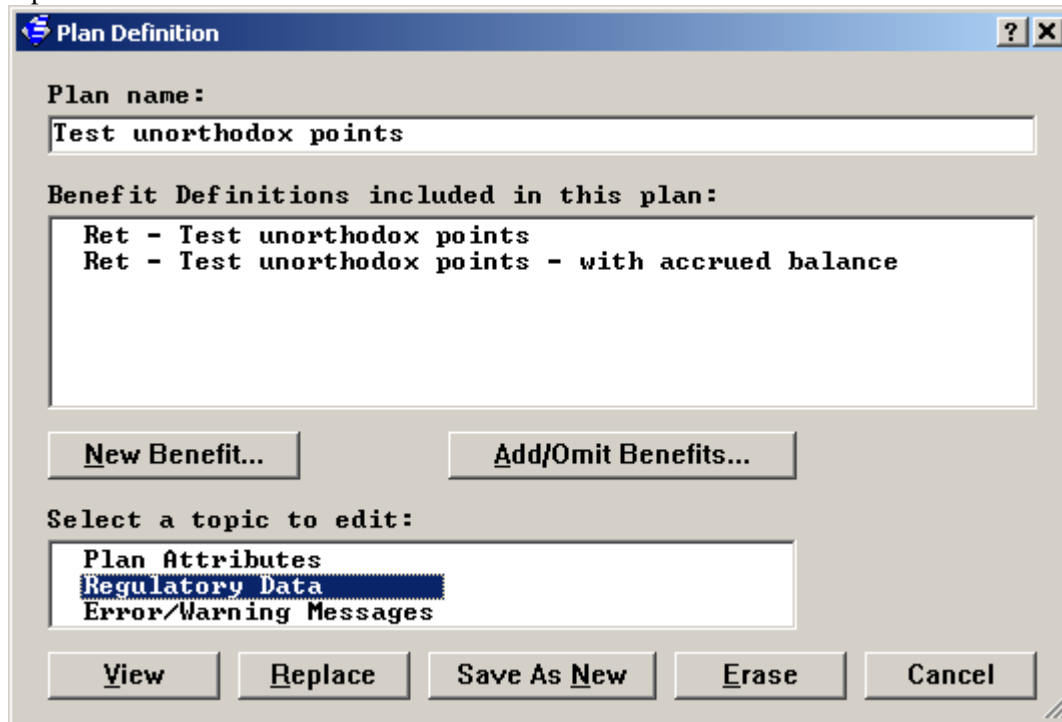 Plan Definition
Plan name:
Test unorthodox points
Benefit Definitions included in this plan:
Ret - Test unorthodox points
Ret - Test unorthodox points - with accrued balance
New Benefit...
Add/Omit Benefits...
Select a topic to edit:
Plan Attributes
Regulatory Data
Error/Warning Messages
View
Replace
Save As New
Erase
Cancel